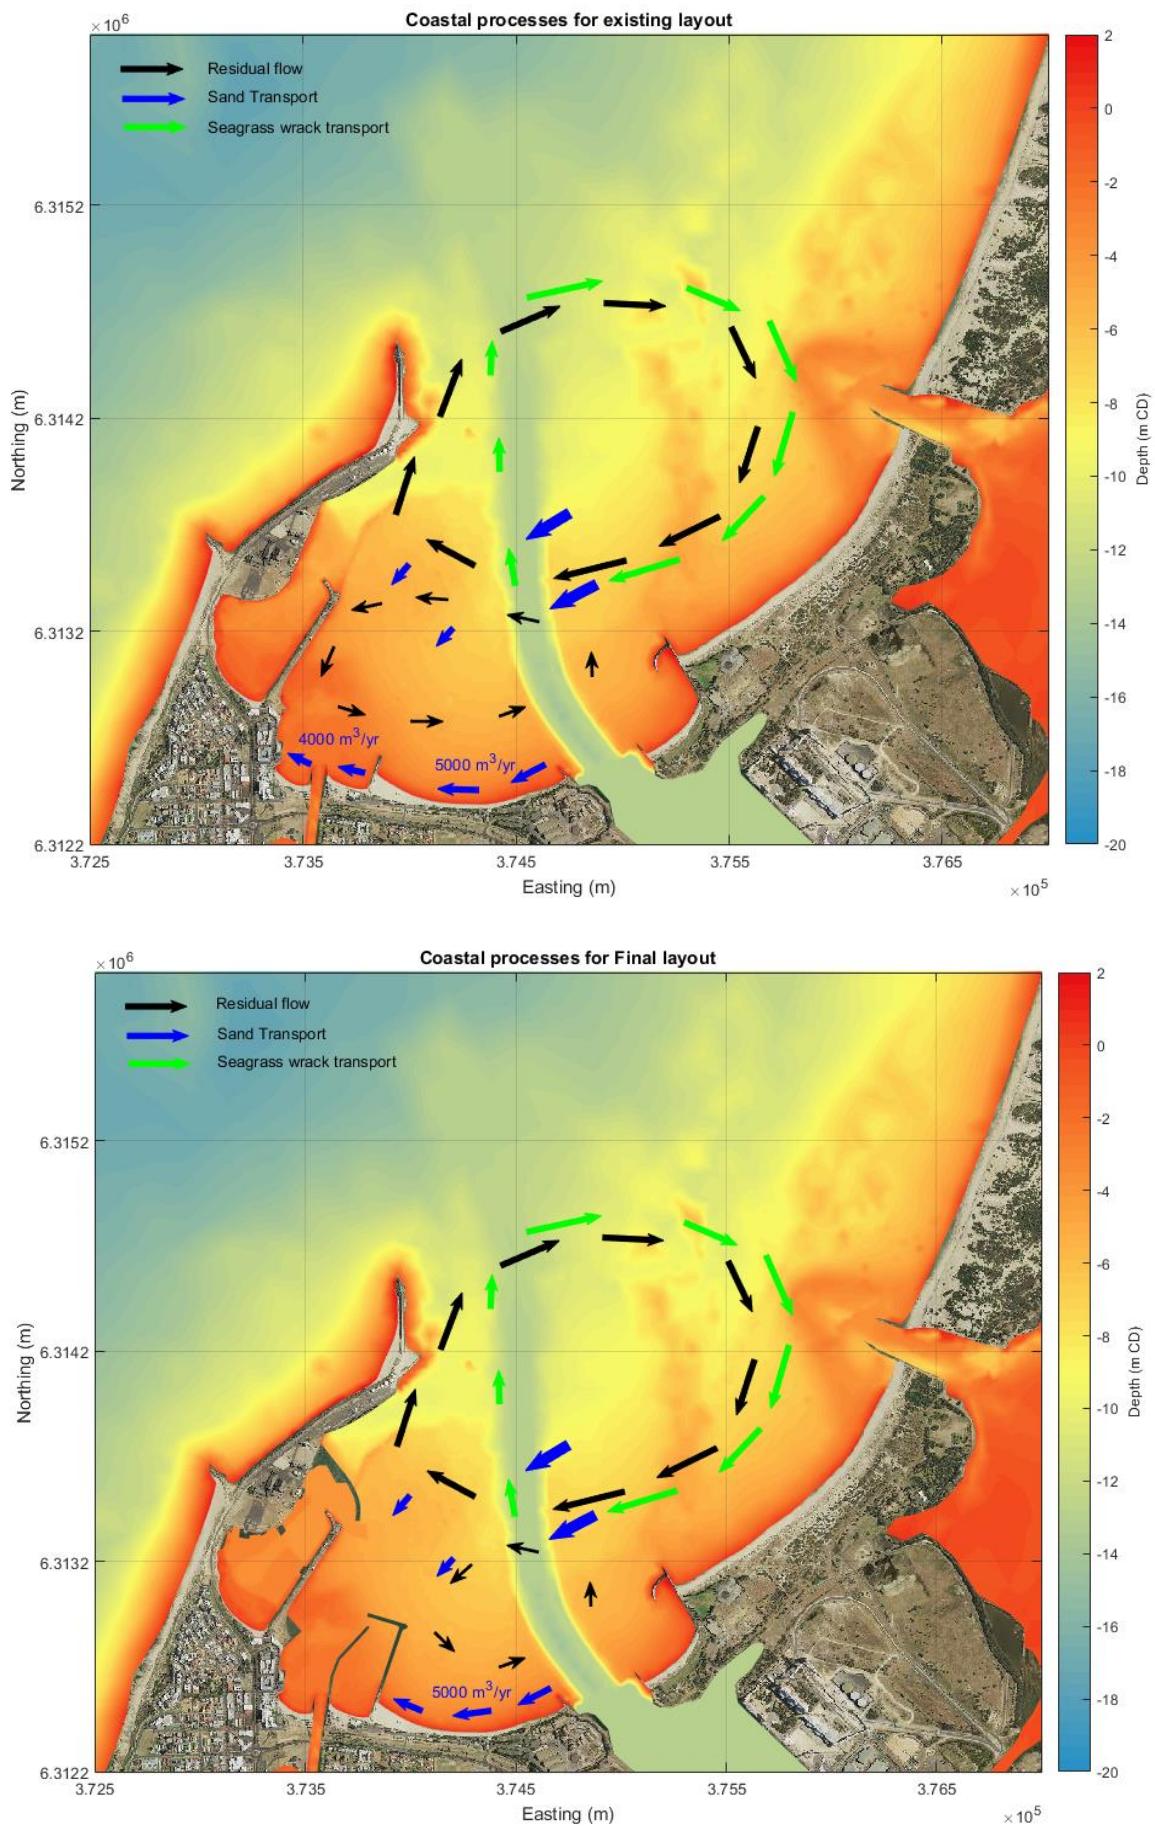 Coastal processes for existing layout
×10⁶
Residual flow
Sand Transport
Seagrass wrack transport
6.3152
6.3142
6.3132
6.3122
Northing (m)
4000 m³/yr
5000 m³/yr
3.725
3.735
3.745
3.755
3.765
Easting (m)
×10⁵
2
0
-2
-4
-6
-8
-10
-12
-14
-16
-18
-20
Depth (m CD)
Coastal processes for Final layout
×10⁶
Residual flow
Sand Transport
Seagrass wrack transport
6.3152
6.3142
6.3132
6.3122
Northing (m)
5000 m³/yr
3.725
3.735
3.745
3.755
3.765
Easting (m)
×10⁵
2
0
-2
-4
-6
-8
-10
-12
-14
-16
-18
-20
Depth (m CD)